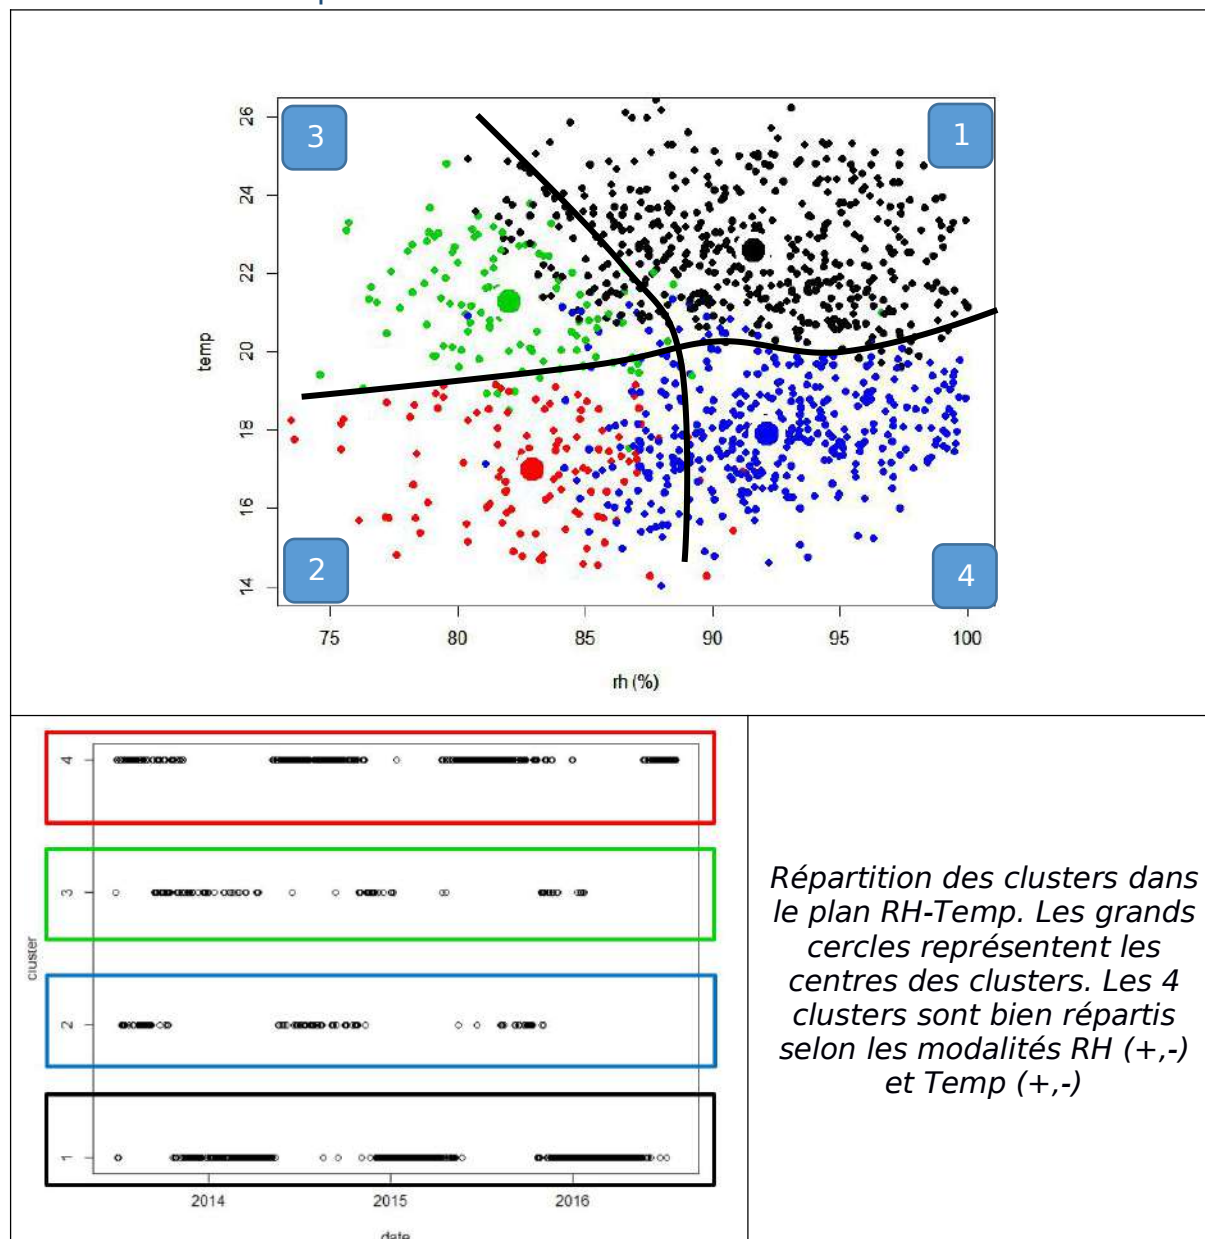 3
1
2
4
26
24
22
20
18
16
14
temp
75
80
85
90
95
100
rh (%)
4
3
2
1
cluster
2014
2015
2016
date
Répartition des clusters dans
le plan RH-Temp. Les grands
cercles représentent les
centres des clusters. Les 4
clusters sont bien répartis
selon les modalités RH (+,-)
et Temp (+,-)